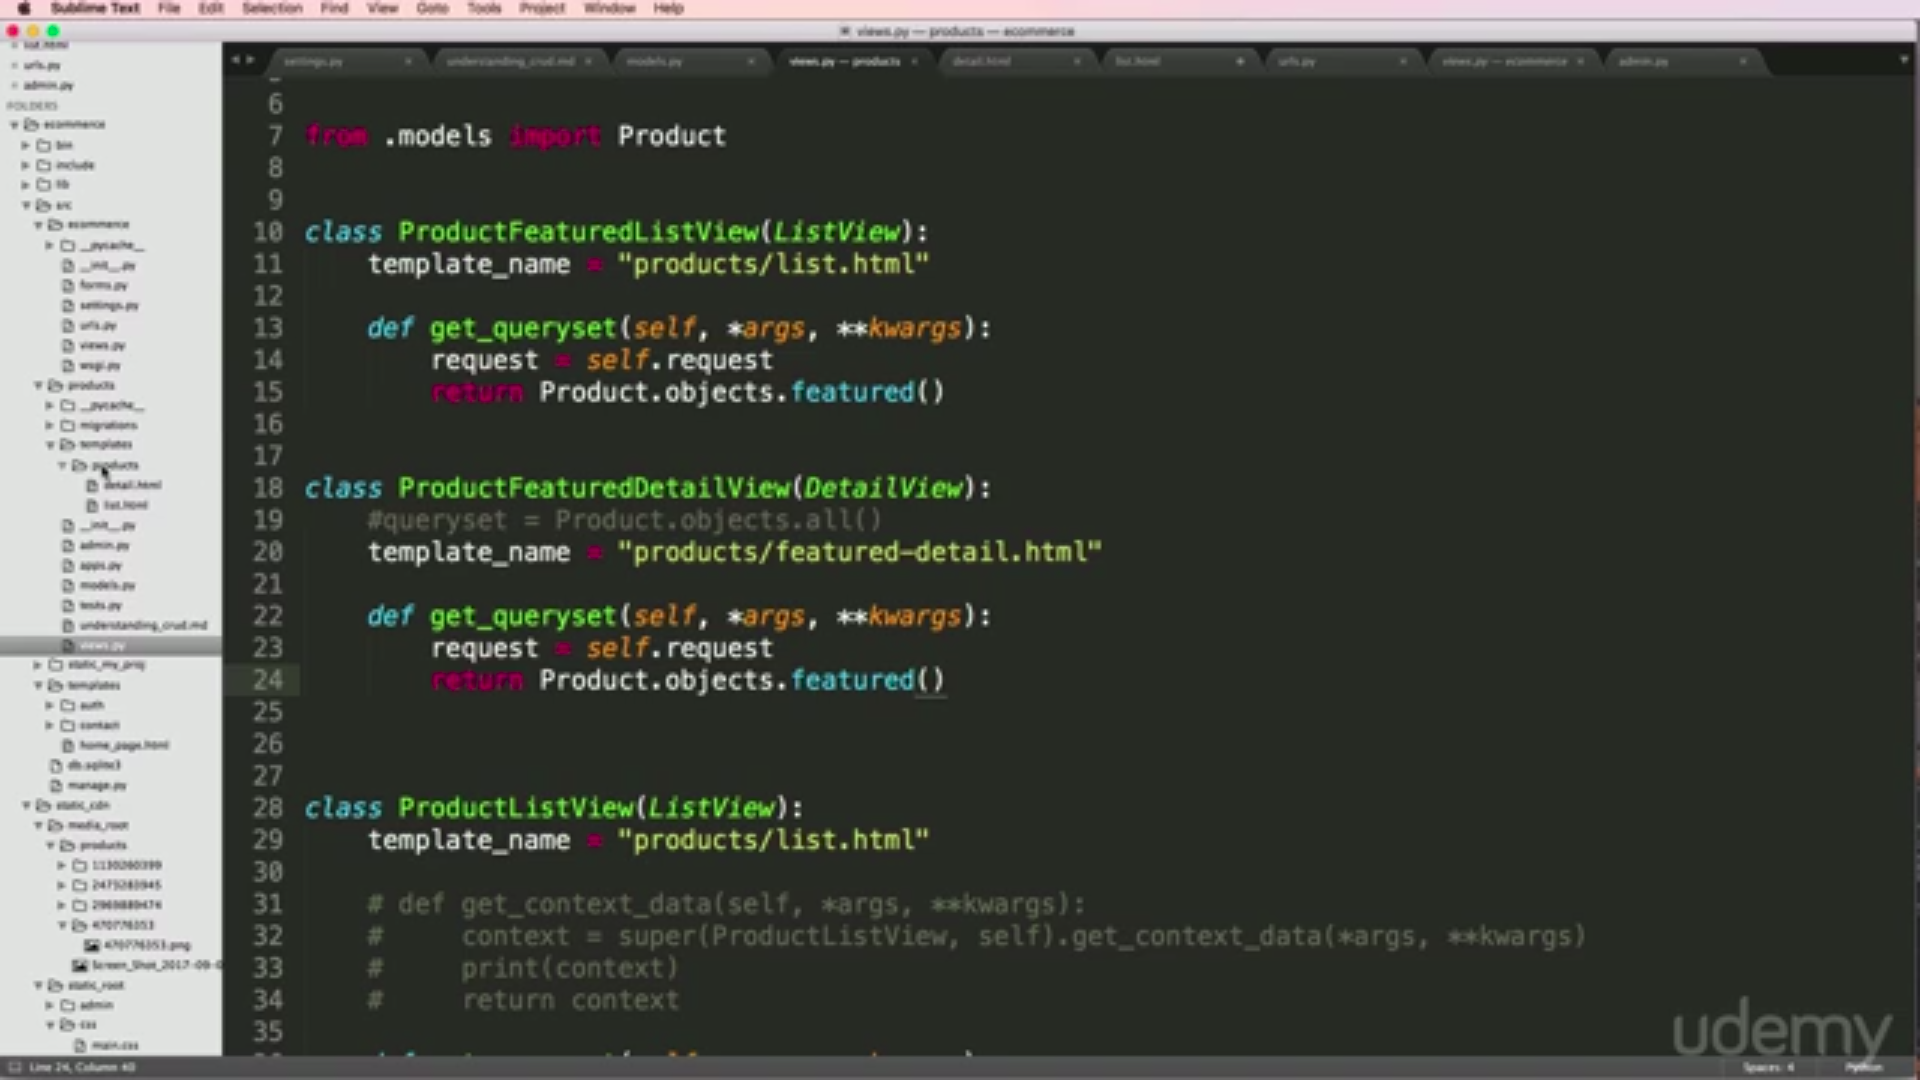 Sublime Text File Edit Selection Find View Goto Tools Project Window Help
views.py — products — ecommerce
list.html
urls.py
admin.py
FOLDERS
ecommerce
bin
include
lib
src
ecommerce
__pycache__
__init__.py
forms.py
settings.py
urls.py
views.py
wsgi.py
products
__pycache__
migrations
templates
products
detail.html
list.html
__init__.py
admin.py
apps.py
models.py
tests.py
understanding_crud.md
views.py
static_my_proj
templates
auth
contact
home_page.html
db.sqlite3
manage.py
static_cdn
media_root
products
1130260399
2473283945
2969889474
470776353
470776353.png
Screen_Shot_2017-09-0
static_root
admin
css
main.css
settings.py understanding_crud.md models.py views.py — products detail.html list.html urls.py views.py — ecommerce admin.py
6
7 from .models import Product
8
9
10 class ProductFeaturedListView(ListView):
11 template_name = "products/list.html"
12
13 def get_queryset(self, *args, **kwargs):
14 request = self.request
15 return Product.objects.featured()
16
17
18 class ProductFeaturedDetailView(DetailView):
19 #queryset = Product.objects.all()
20 template_name = "products/featured-detail.html"
21
22 def get_queryset(self, *args, **kwargs):
23 request = self.request
24 return Product.objects.featured()
25
26
27
28 class ProductListView(ListView):
29 template_name = "products/list.html"
30
31 # def get_context_data(self, *args, **kwargs):
32 # context = super(ProductListView, self).get_context_data(*args, **kwargs)
33 # print(context)
34 # return context
35
udemy
Line 24, Column 40 Spaces: 4 Python